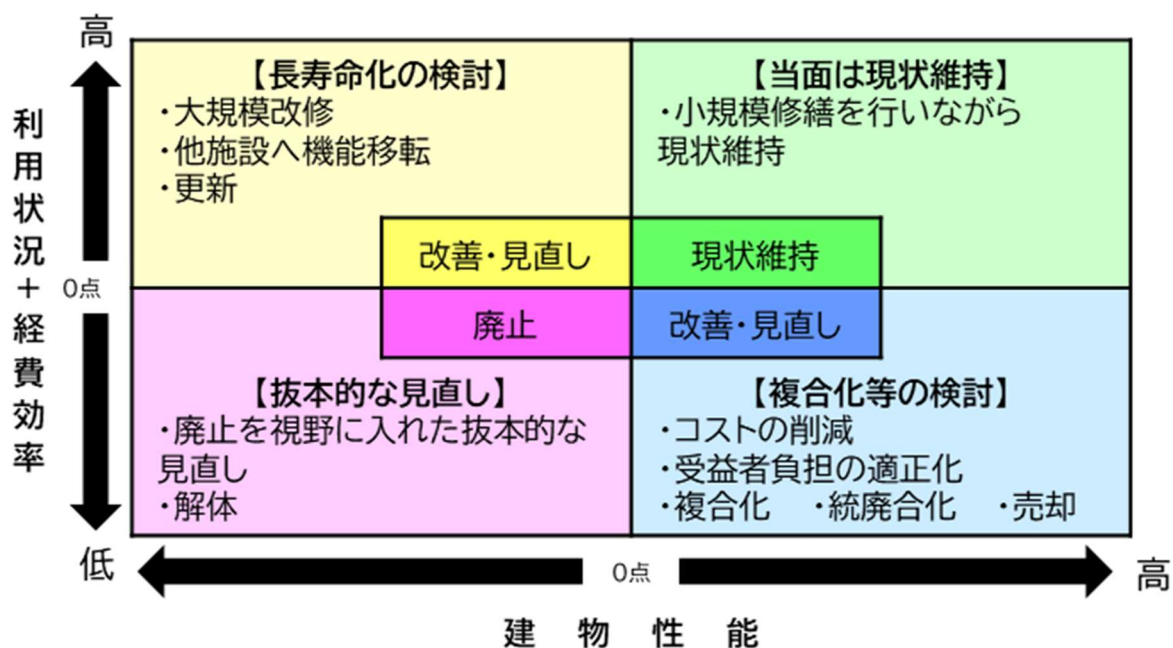 高
利用状況+経費効率
0点
低
【長寿命化の検討】
・大規模改修
・他施設へ機能移転
・更新
改善・見直し
【当面は現状維持】
・小規模修繕を行いながら
現状維持
現状維持
廃止
【抜本的な見直し】
・廃止を視野に入れた抜本的な
見直し
・解体
改善・見直し
【複合化等の検討】
・コストの削減
・受益者負担の適正化
・複合化 ・統廃合化 ・売却
0点
高
建物性能